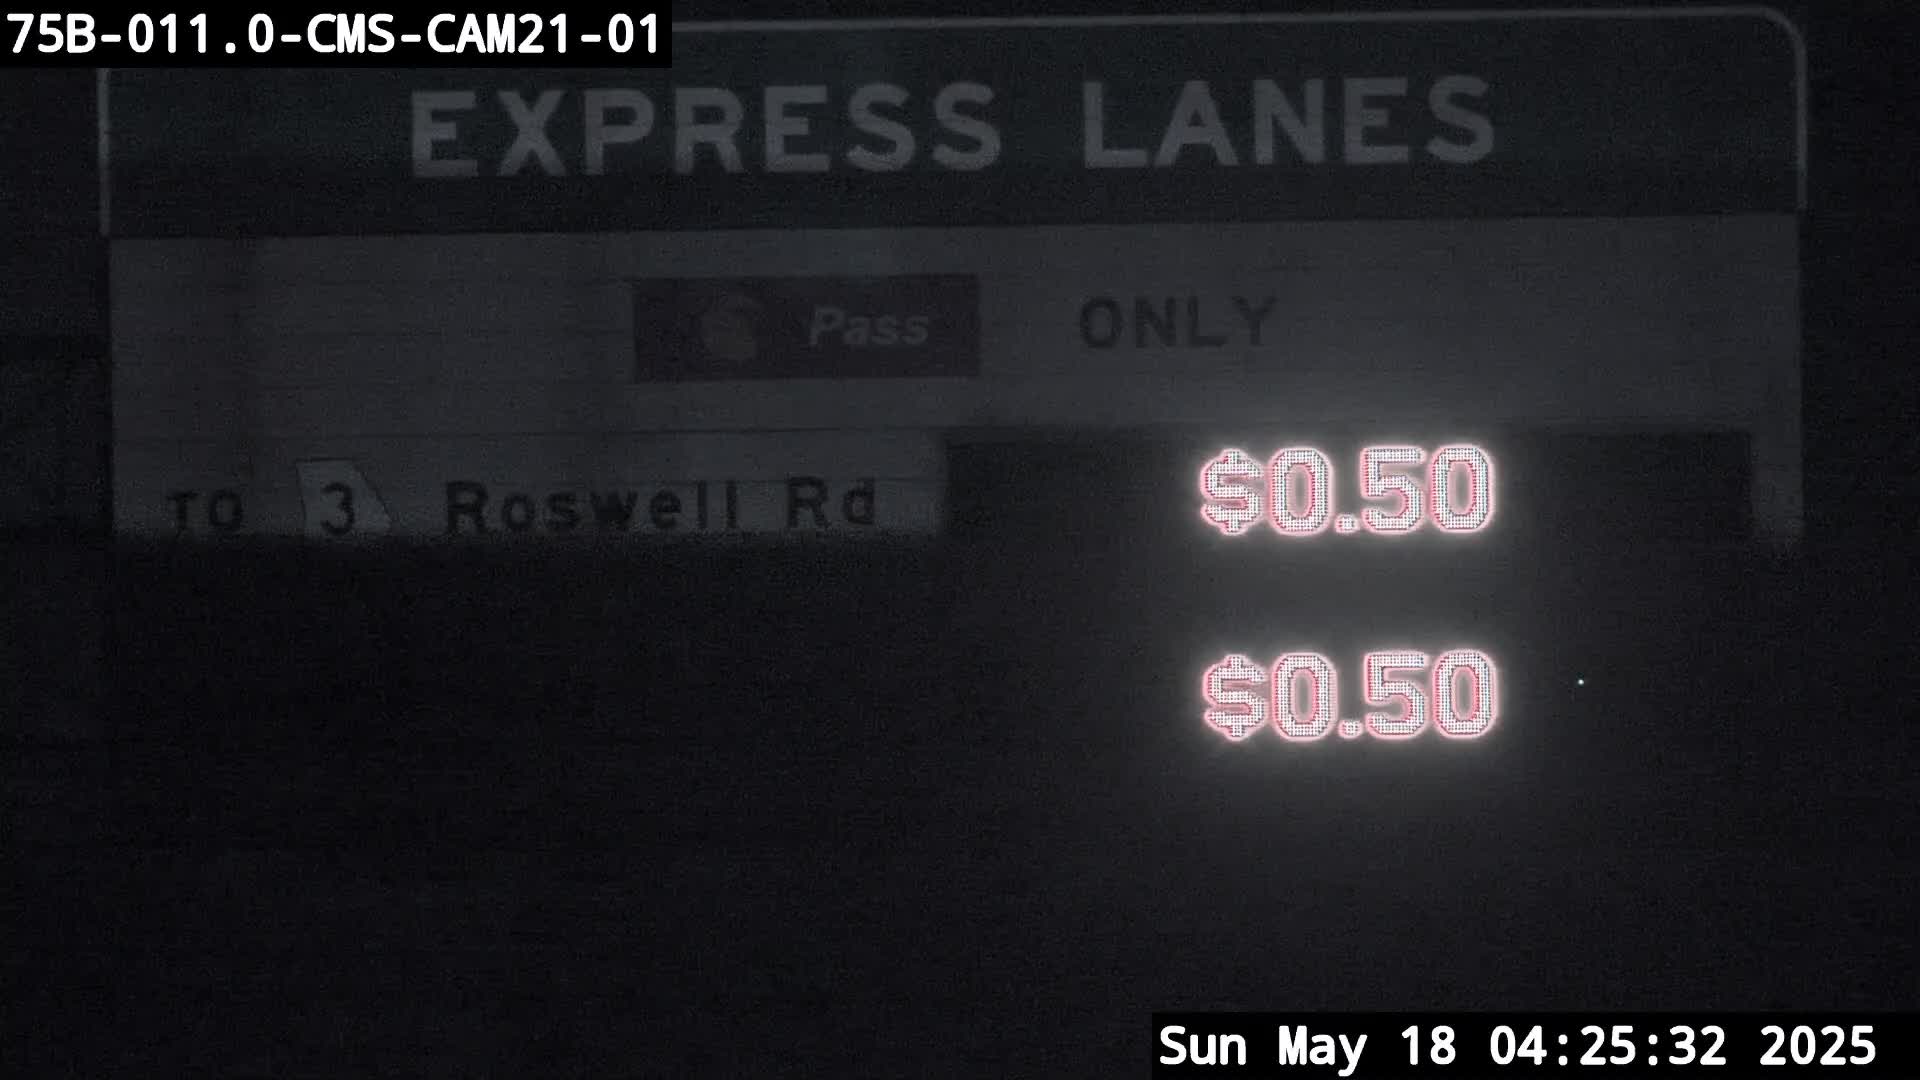 75B-011.0-CMS-CAM21-01
EXPRESS LANES
Pass ONLY
TO 3 Roswell Rd $0.50
$0.50
Sun May 18 04:25:32 2025